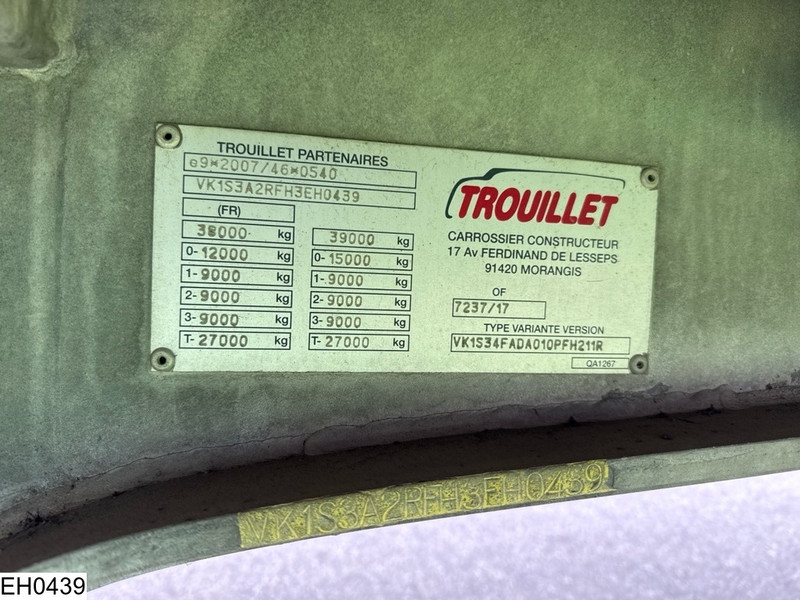 TROUILLET PARTENAIRES
e9*2007/46*0540
VK1S3A2RFH3EH0439
(FR)
38000 kg 39000 kg
0-12000 kg 0-15000 kg
1-9000 kg 1-9000 kg
2-9000 kg 2-9000 kg
3-9000 kg 3-9000 kg
T-27000 kg T-27000 kg
TROUILLET
CARROSSIER CONSTRUCTEUR
17 Av FERDINAND DE LESSEPS
91420 MORANGIS
OF
7237/17
TYPE VARIANTE VERSION
VK1S34FADA010PFH211R
QA1267
VK1S3A2RFH3EH0439
EH0439